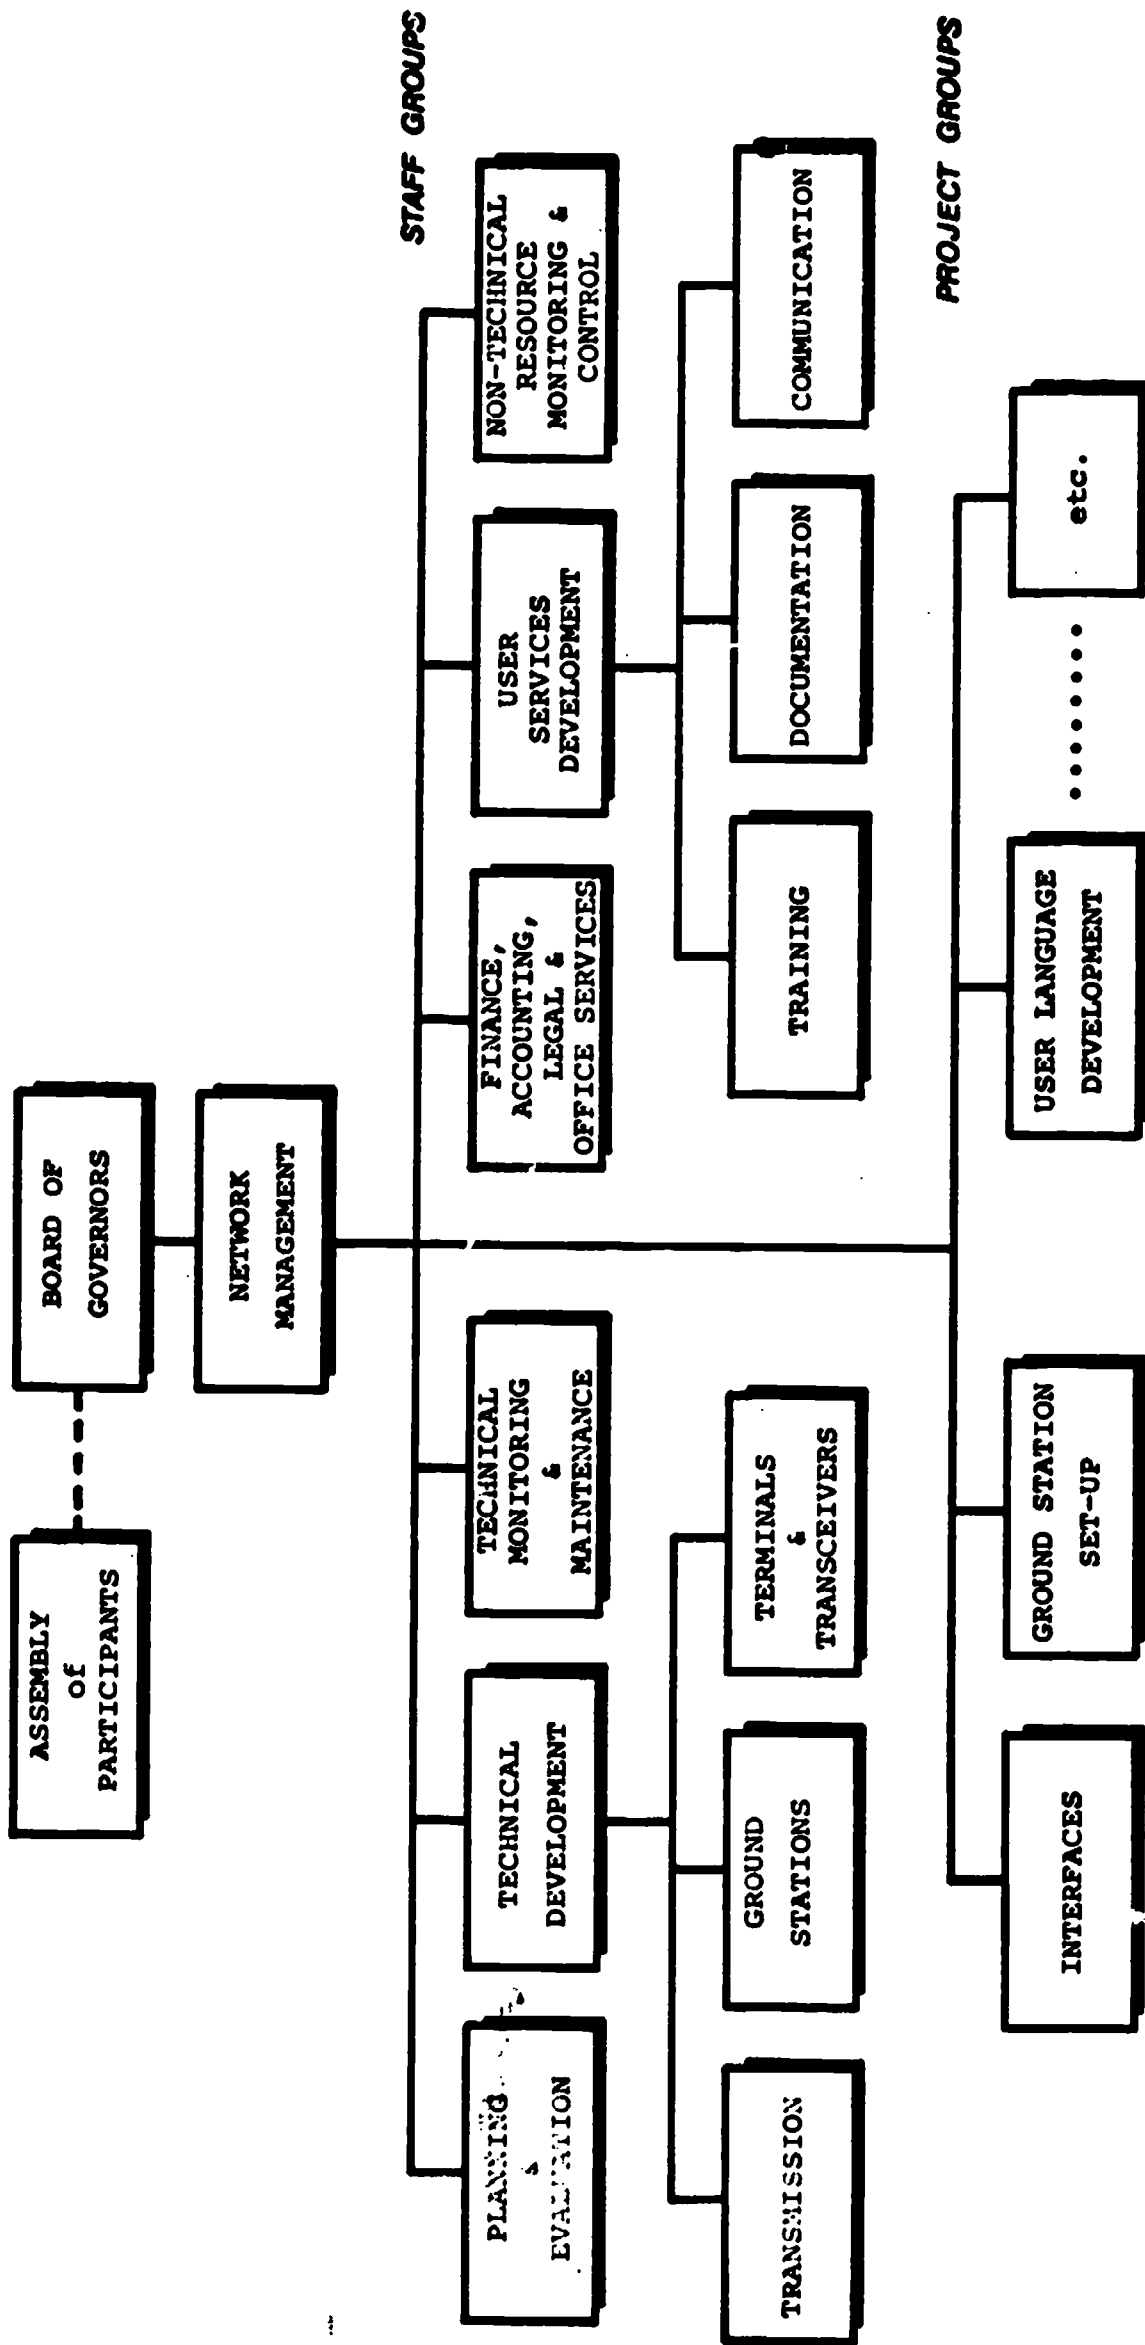 ASSEMBLY
of
PARTICIPANTS
BOARD OF
GOVERNORS
NETWORK
MANAGEMENT
STAFF GROUPS
PLANNING
&
EVALUATION
TECHNICAL
DEVELOPMENT
TECHNICAL
MONITORING
&
MAINTENANCE
FINANCE,
ACCOUNTING,
LEGAL &
OFFICE SERVICES
USER
SERVICES
DEVELOPMENT
NON-TECHNICAL
RESOURCE
MONITORING &
CONTROL
TRANSMISSION
GROUND
STATIONS
TERMINALS
&
TRANSCEIVERS
TRAINING
DOCUMENTATION
COMMUNICATION
PROJECT GROUPS
INTERFACES
GROUND STATION
SET-UP
USER LANGUAGE
DEVELOPMENT
........
etc.